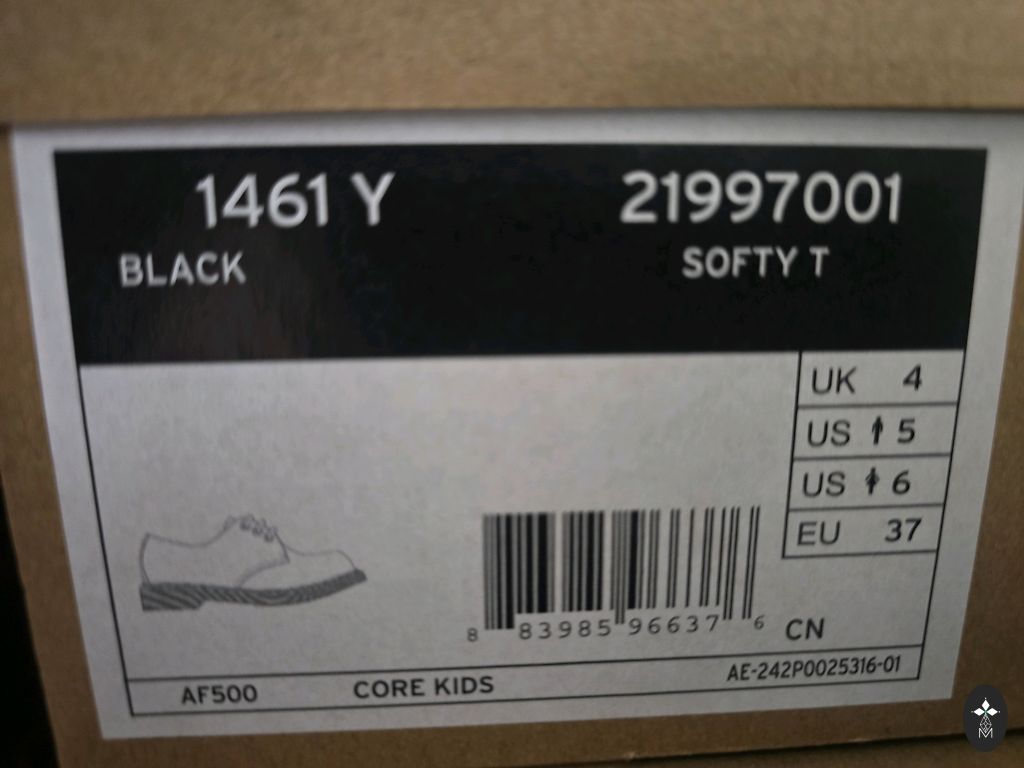 1461 Y 21997001
BLACK SOFTY T
UK 4
US 5
US 6
EU 37
8 83985 96637 6 CN
AF500 CORE KIDS AE-242P0025316-01
M